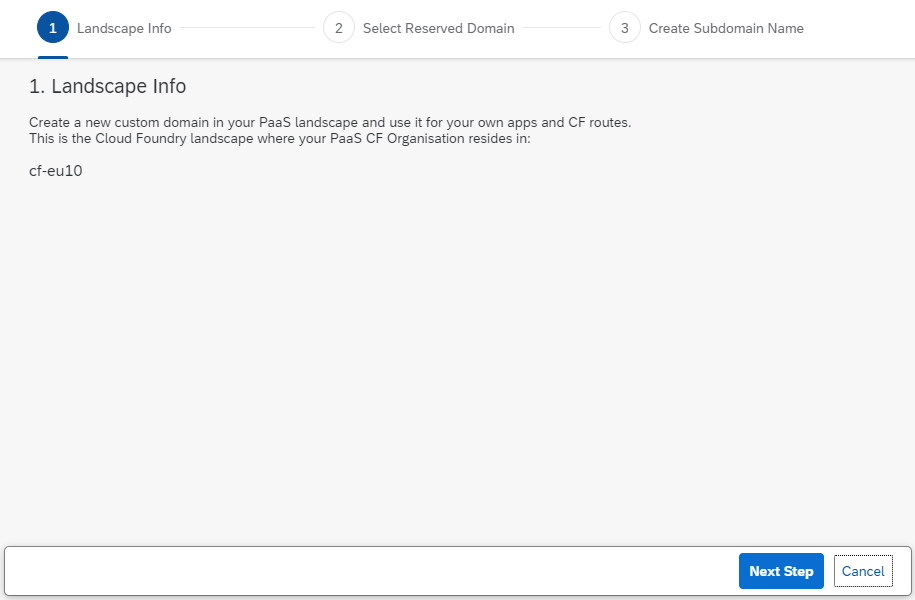 1 Landscape Info 2 Select Reserved Domain 3 Create Subdomain Name
1. Landscape Info
Create a new custom domain in your PaaS landscape and use it for your own apps and CF routes.
This is the Cloud Foundry landscape where your PaaS CF Organisation resides in:
cf-eu10
Next Step Cancel